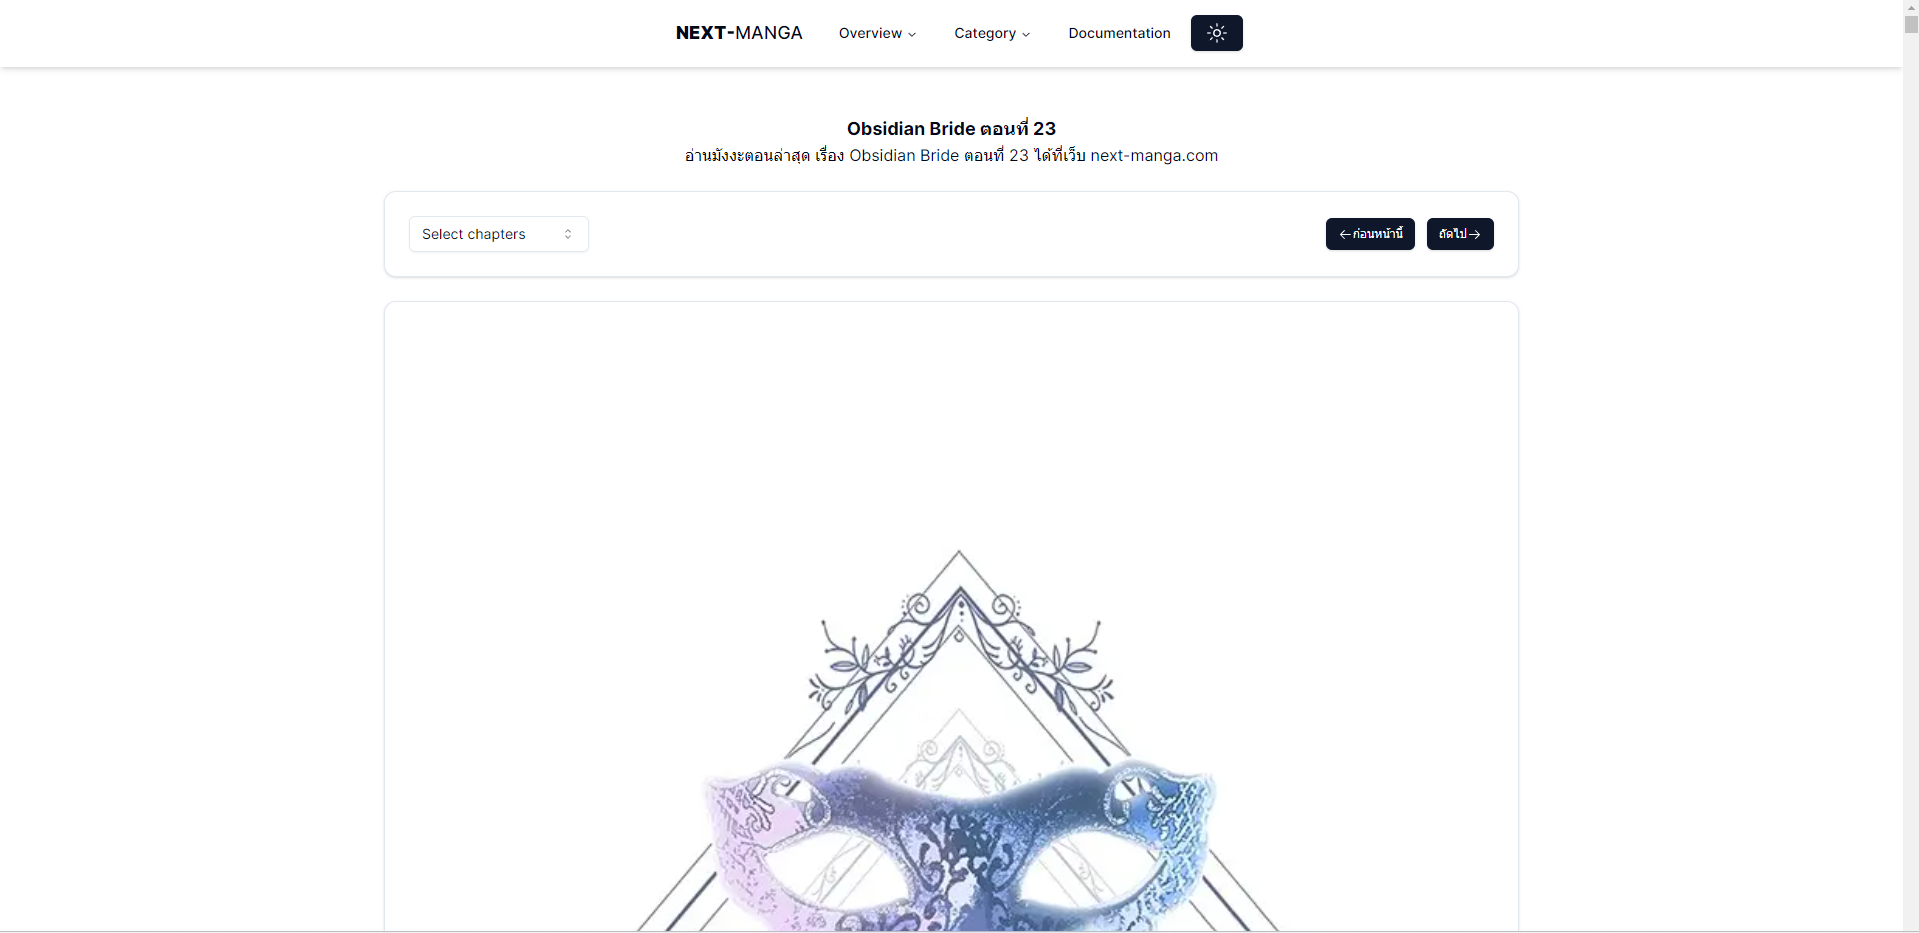 NEXT-MANGA
Overview
Category
Documentation
Obsidian Bride ตอนที่ 23
อ่านมังงะตอนล่าสุด เรื่อง Obsidian Bride ตอนที่ 23 ได้ที่เว็บ next-manga.com
Select chapters
←ก่อนหน้านี้
ถัดไป→